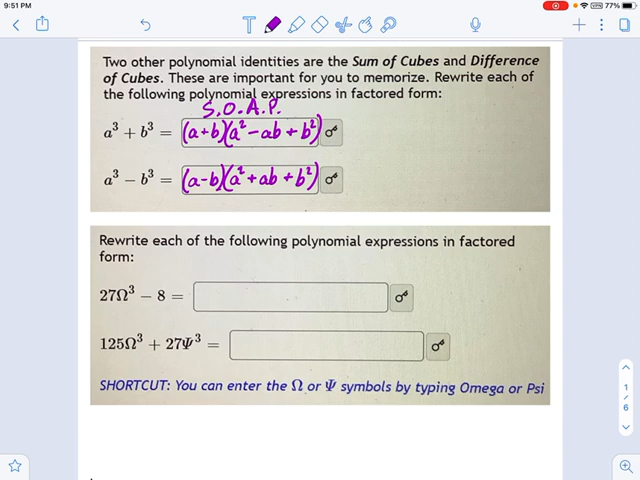 9:51 PM
VPN 77%
Two other polynomial identities are the Sum of Cubes and Difference
of Cubes. These are important for you to memorize. Rewrite each of
the following polynomial expressions in factored form:
S.O.A.P.
a³ + b³ = (a+b)(a²-ab+b²)
a³ − b³ = (a-b)(a²+ab+b²)
Rewrite each of the following polynomial expressions in factored
form:
27Ω³ − 8 =
125Ω³ + 27Ψ³ =
SHORTCUT: You can enter the Ω or Ψ symbols by typing Omega or Psi
1
/
6